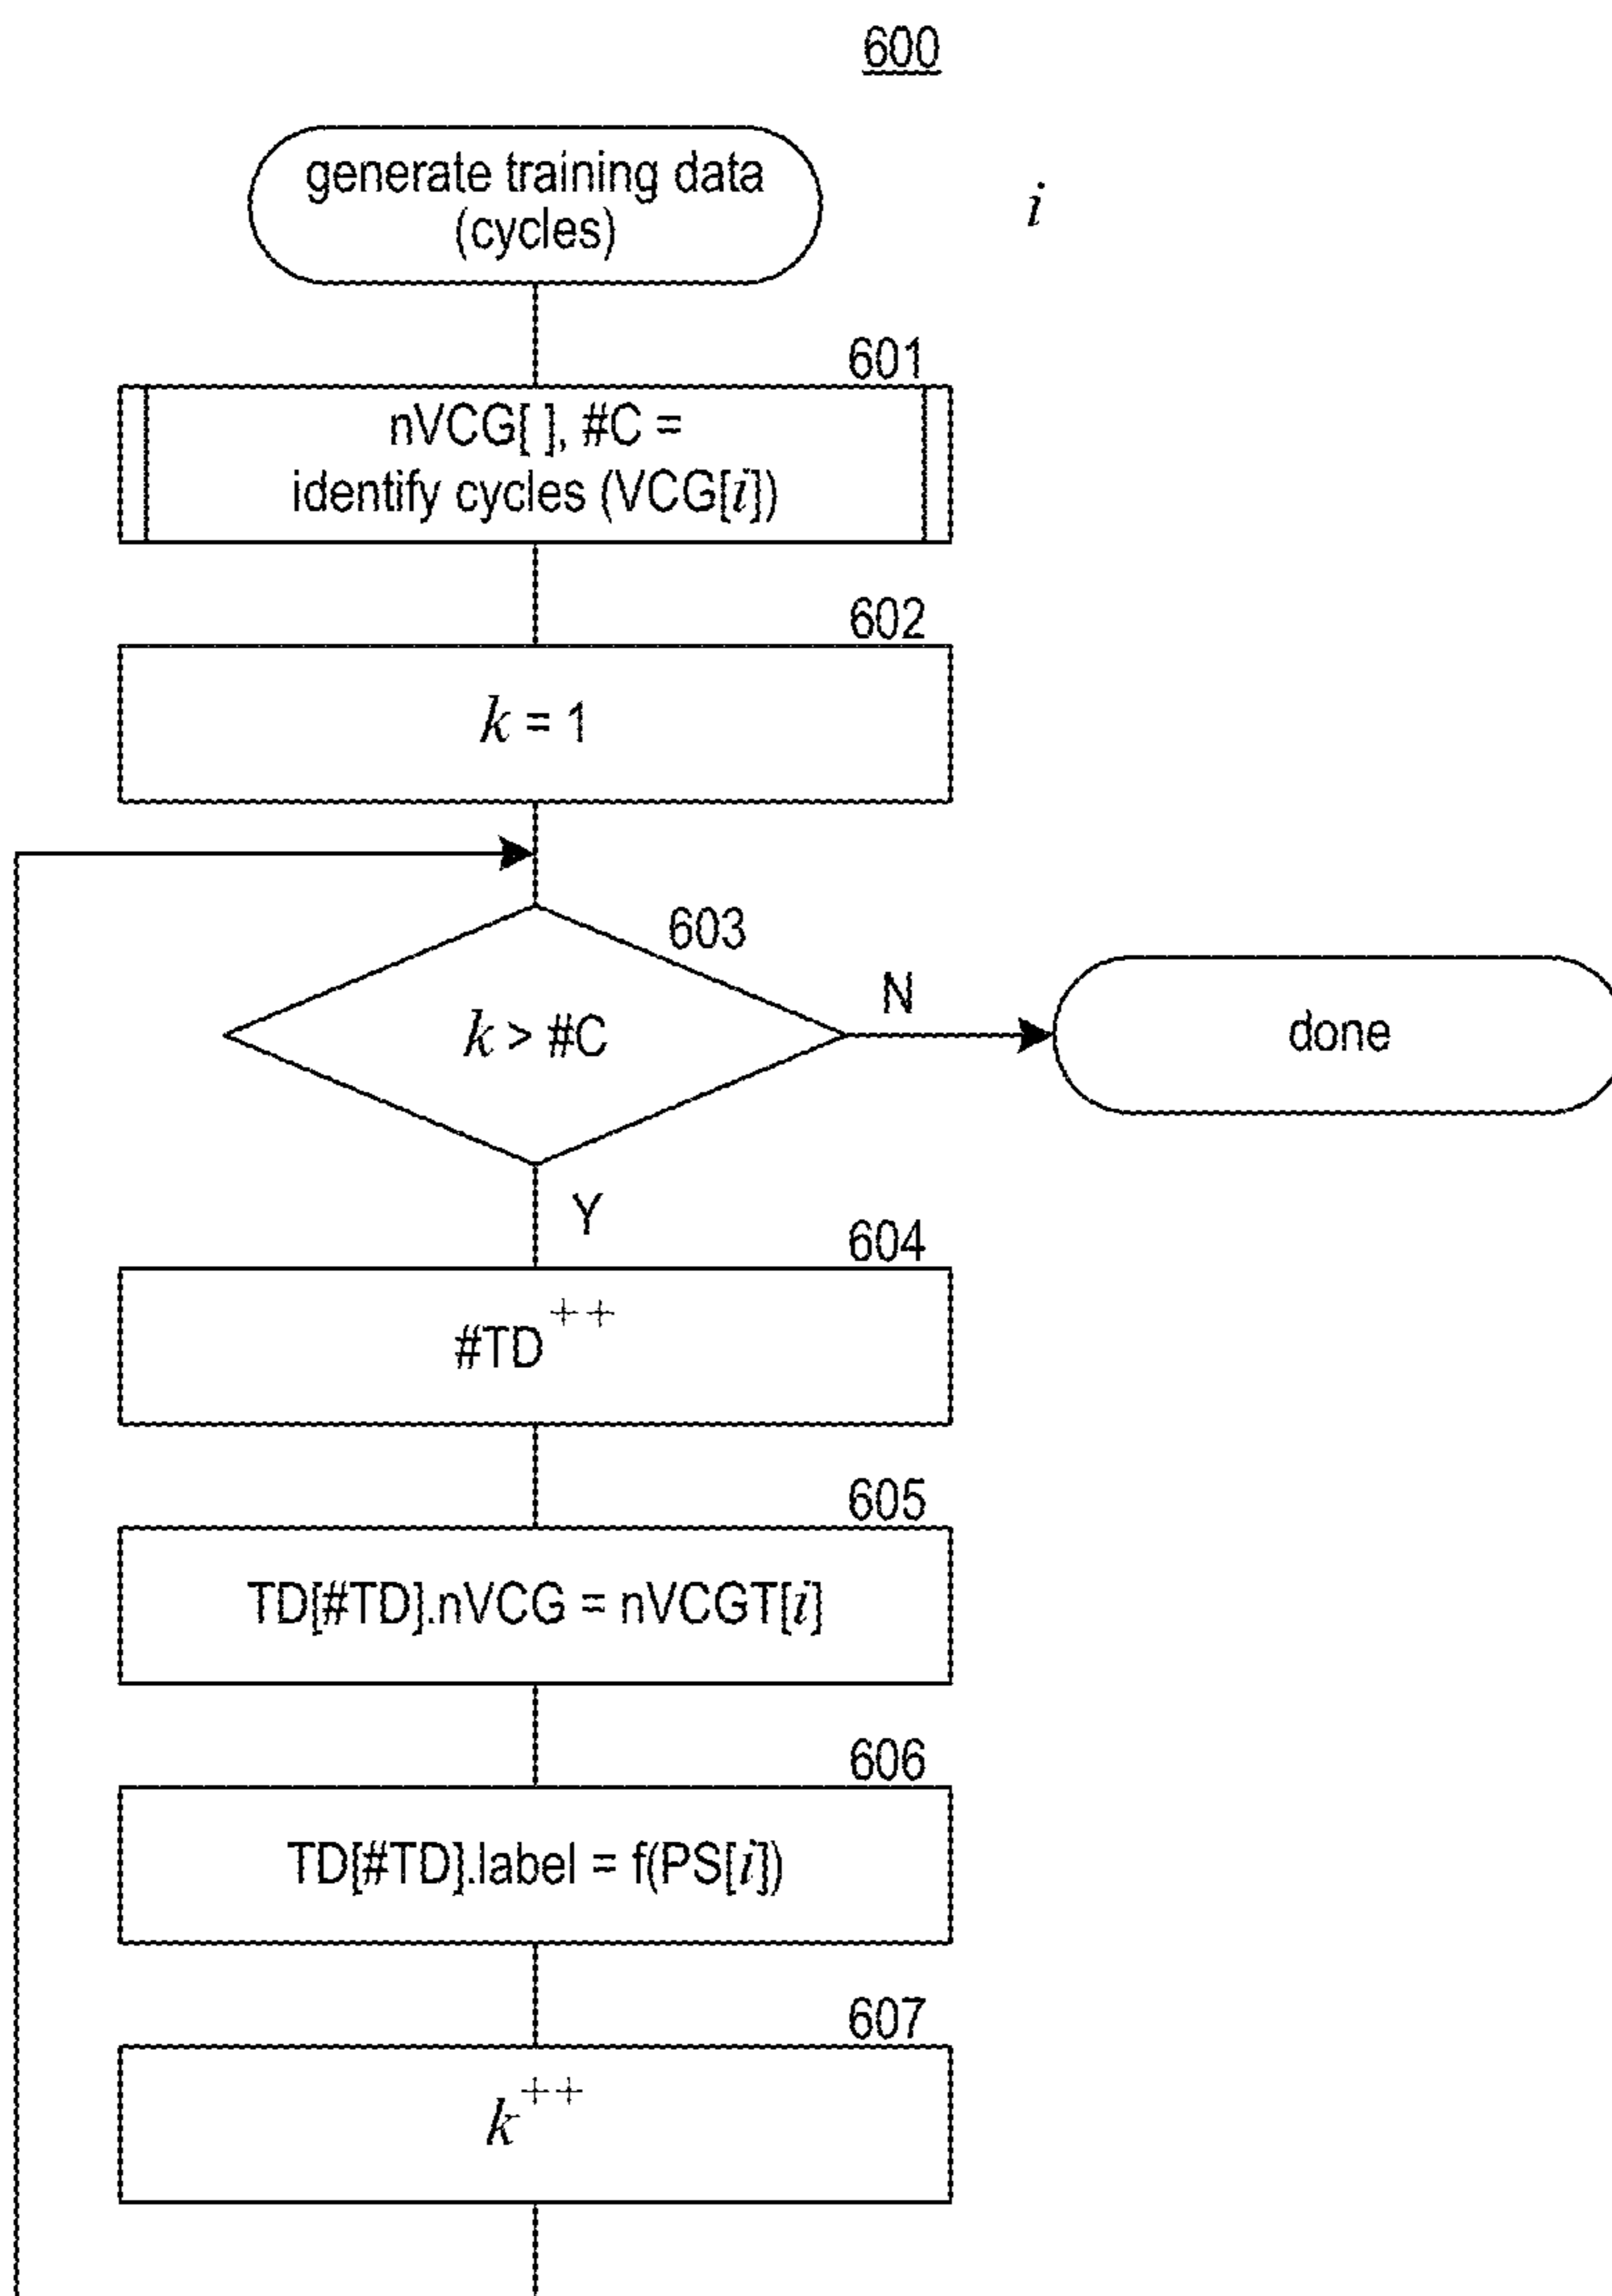 600
generate training data
(cycles)
i
601
nVCG[ ], #C =
identify cycles (VCG[i])
602
k = 1
603
k > #C
N
done
Y
604
#TD++
605
TD[#TD].nVCG = nVCGT[i]
606
TD[#TD].label = f(PS[i])
607
k++